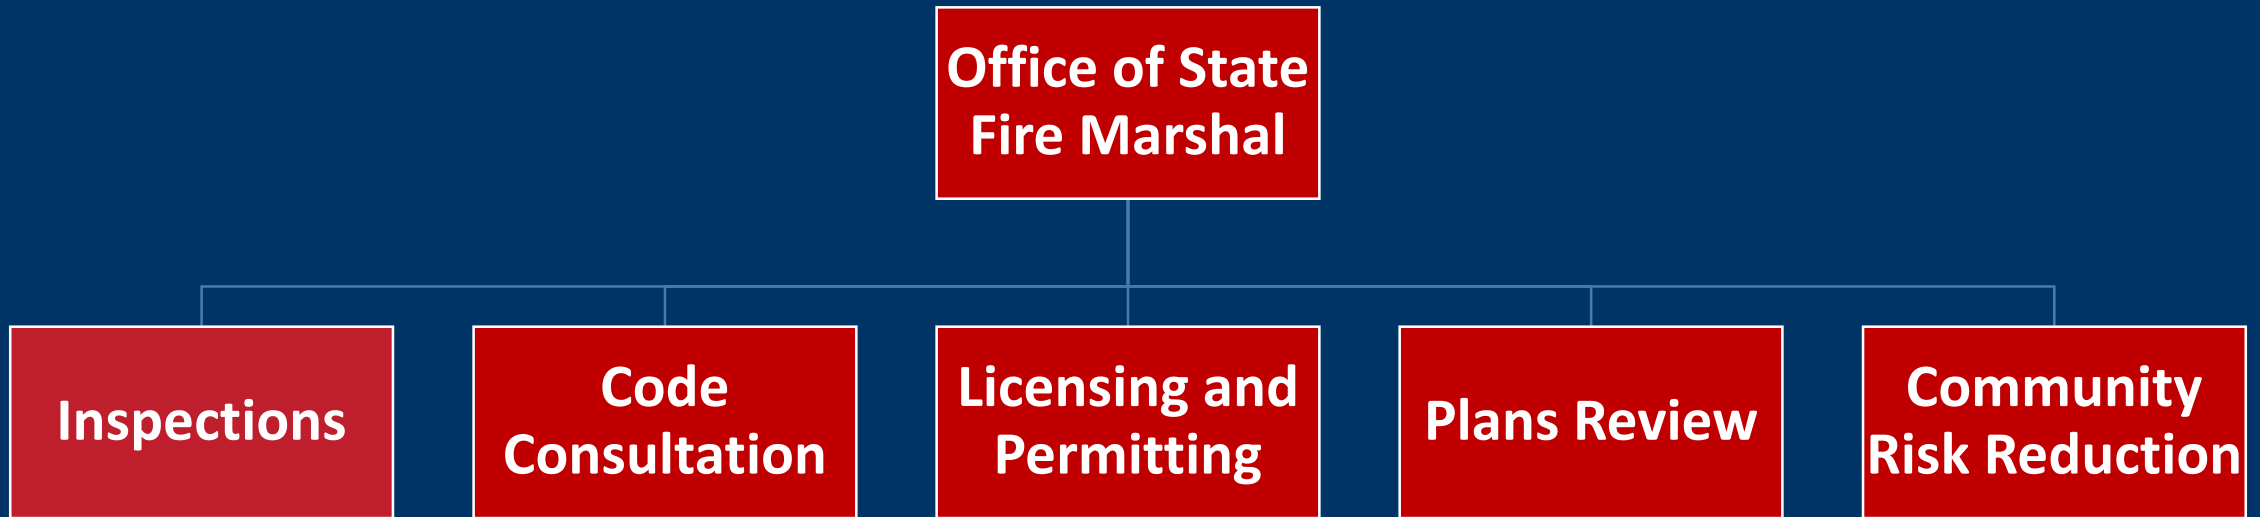 Office of State
Fire Marshal
Inspections
Code
Consultation
Licensing and
Permitting
Plans Review
Community
Risk Reduction